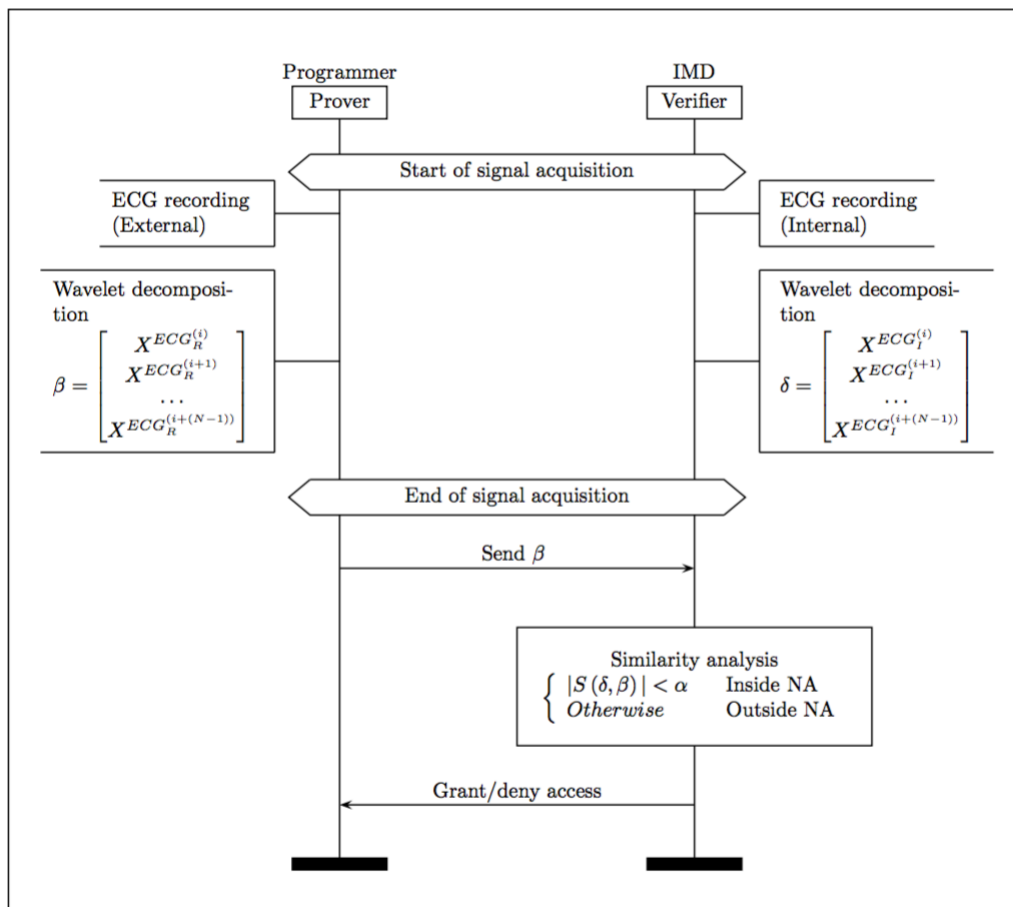 Programmer
Prover
IMD
Verifier
Start of signal acquisition
ECG recording
(External)
ECG recording
(Internal)
Wavelet decomposi-
tion
β = [ X^{ECG_R^{(i)}}
X^{ECG_R^{(i+1)}}
...
X^{ECG_R^{(i+(N−1))}} ]
Wavelet decomposi-
tion
δ = [ X^{ECG_I^{(i)}}
X^{ECG_I^{(i+1)}}
...
X^{ECG_I^{(i+(N−1))}} ]
End of signal acquisition
Send β
Similarity analysis
{ |S (δ, β) | < α Inside NA
Otherwise Outside NA
Grant/deny access